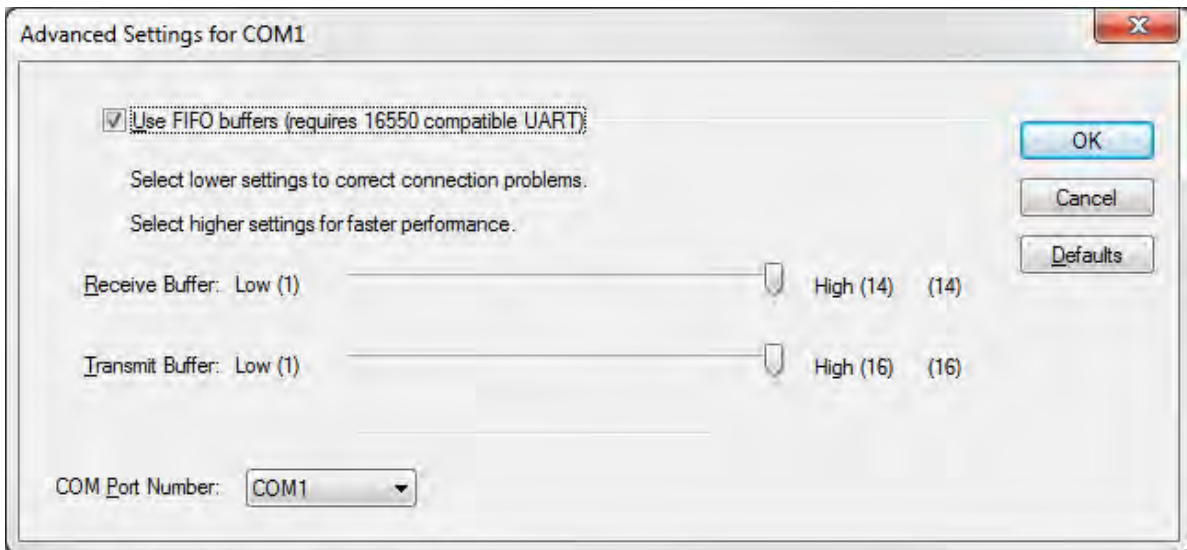 Advanced Settings for COM1
Use FIFO buffers (requires 16550 compatible UART)
OK
Select lower settings to correct connection problems.
Cancel
Select higher settings for faster performance.
Defaults
Receive Buffer: Low (1) High (14) (14)
Transmit Buffer: Low (1) High (16) (16)
COM Port Number: COM1